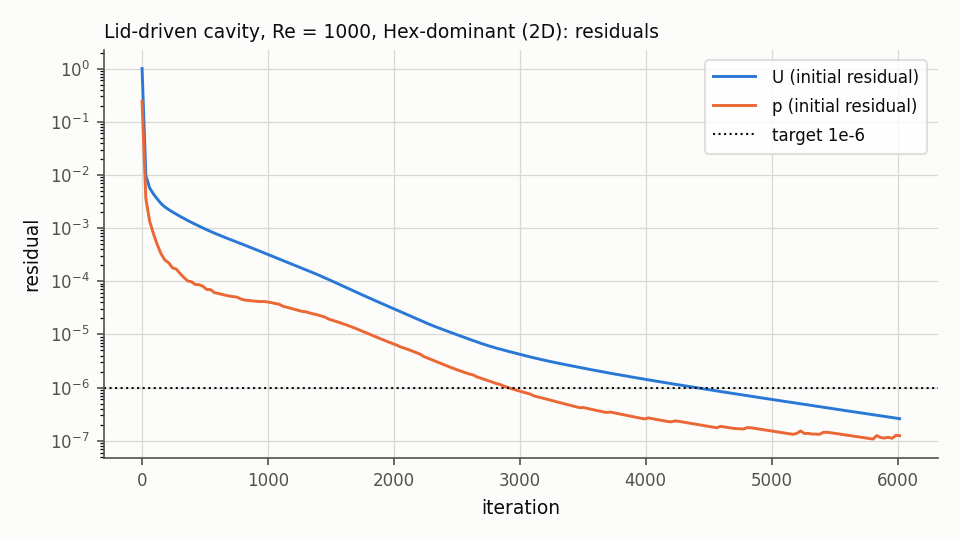 Lid-driven cavity, Re = 1000, Hex-dominant (2D): residuals
U (initial residual)
p (initial residual)
target 1e-6
residual
10⁰
10⁻¹
10⁻²
10⁻³
10⁻⁴
10⁻⁵
10⁻⁶
10⁻⁷
0 1000 2000 3000 4000 5000 6000
iteration